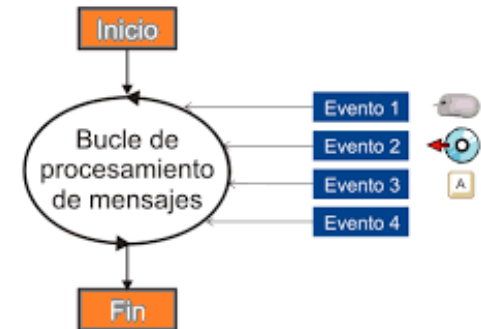 Inicio
Bucle de
procesamiento
de mensajes
Evento 1
Evento 2
Evento 3
A
Evento 4
Fin